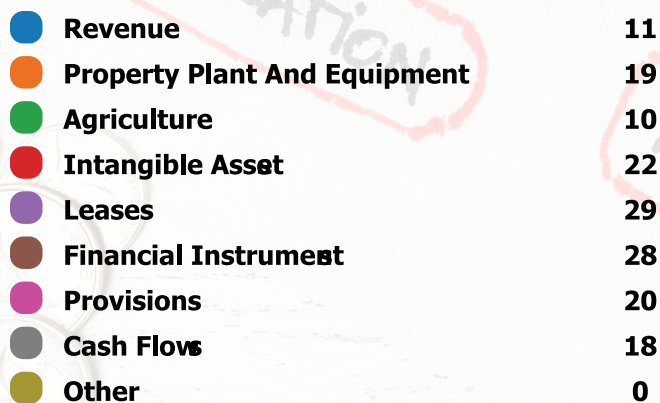 ATION
Revenue 11
Property Plant And Equipment 19
Agriculture 10
Intangible Asset 22
Leases 29
Financial Instrument 28
Provisions 20
Cash Flows 18
Other 0